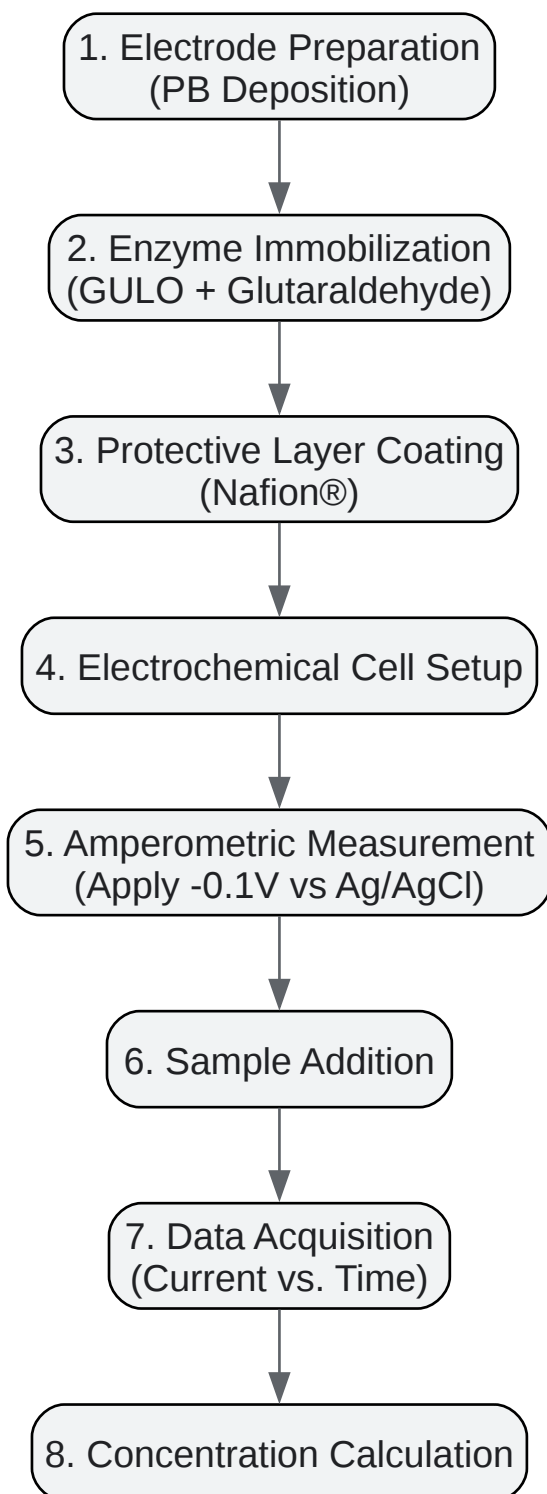 1. Electrode Preparation
(PB Deposition)
2. Enzyme Immobilization
(GULO + Glutaraldehyde)
3. Protective Layer Coating
(Nafion®)
4. Electrochemical Cell Setup
5. Amperometric Measurement
(Apply -0.1V vs Ag/AgCl)
6. Sample Addition
7. Data Acquisition
(Current vs. Time)
8. Concentration Calculation